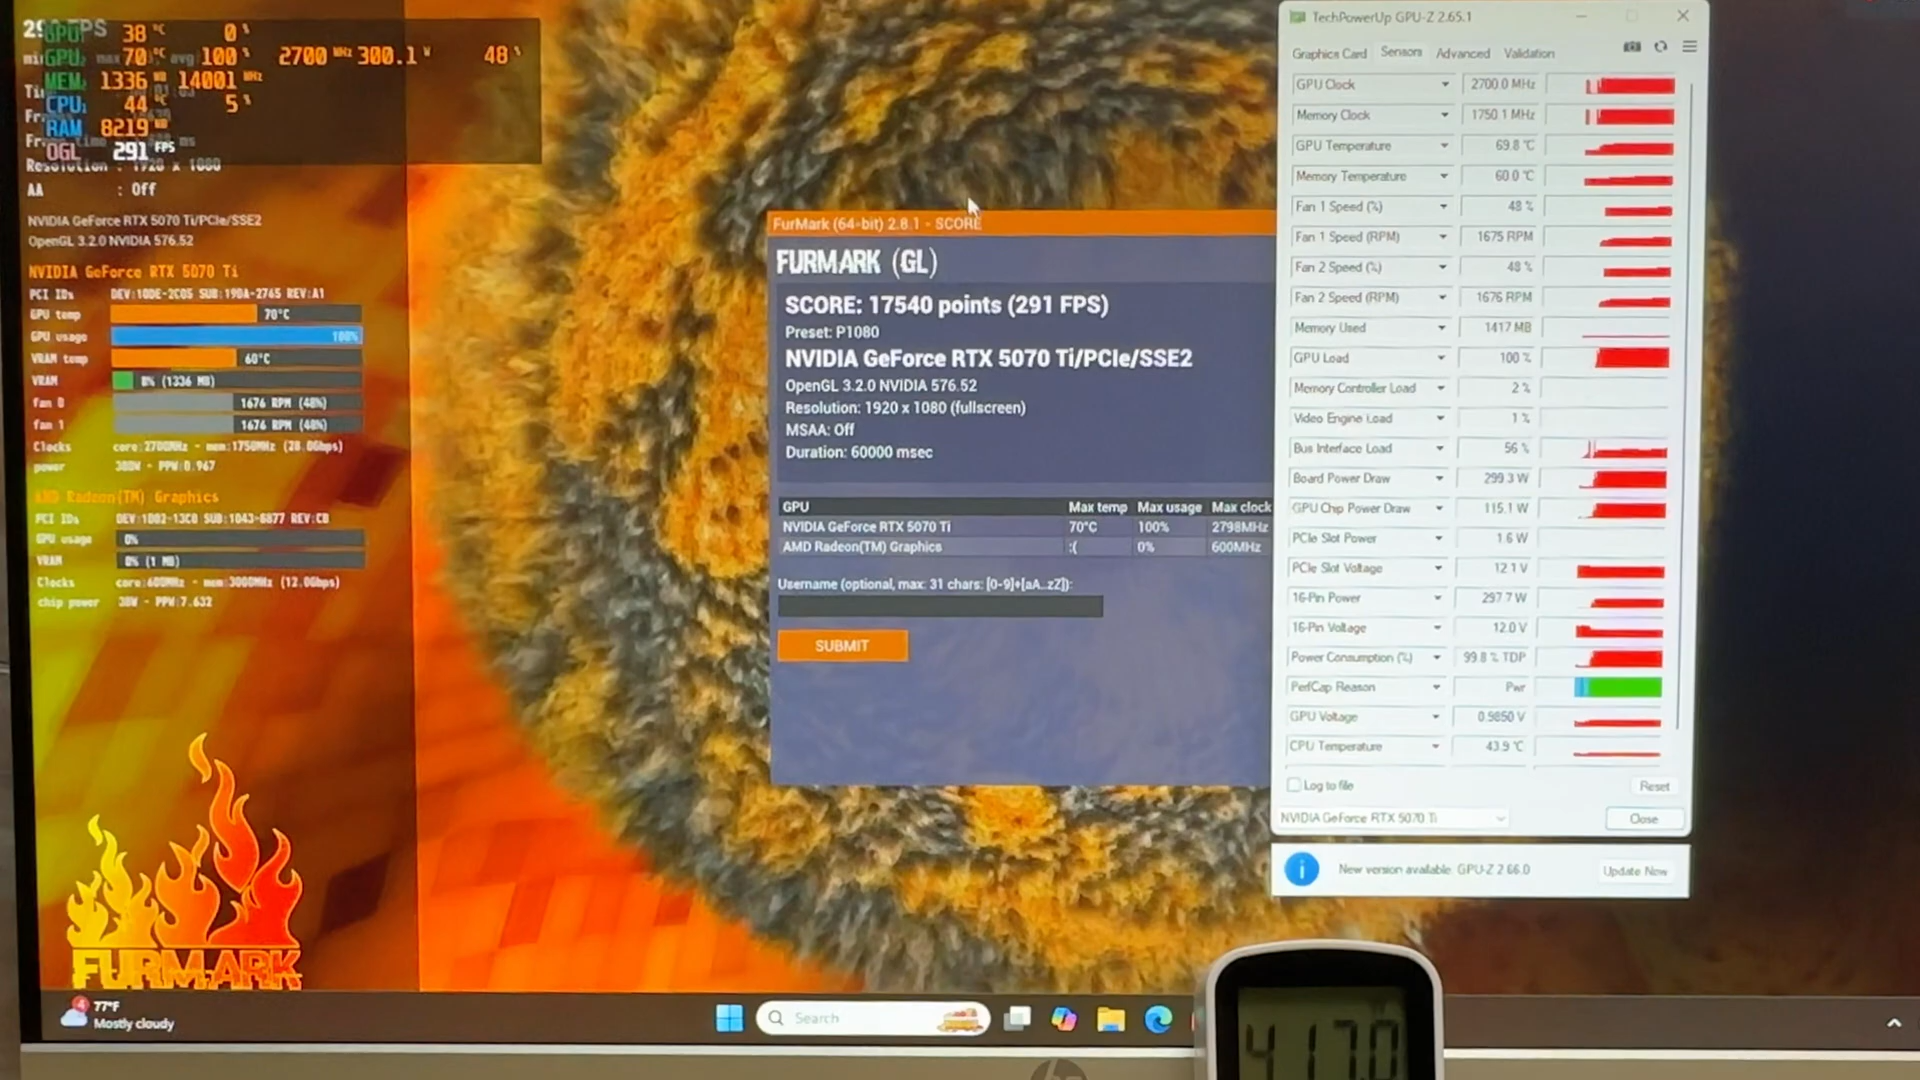 GPU 38 °C 0 %
GPU 70 °C 100 % 2700 MHz 300.1 W 48 %
MEM 1336 MB 14001 MHz
CPU 44 °C 5 %
RAM 8219 MB
OGL 291 FPS
Resolution : 1920 x 1080
AA : Off
NVIDIA GeForce RTX 5070 Ti/PCIe/SSE2
OpenGL 3.2.0 NVIDIA 576.52
NVIDIA GeForce RTX 5070 Ti
PCI IDs DEV:10DE-2C05 SUB:19DA-2765 REV:A1
GPU temp 70°C
GPU usage 100%
VRAM temp 60°C
VRAM 8% (1336 MB)
fan 0 1676 RPM (48%)
fan 1 1676 RPM (48%)
Clocks core:2700MHz - mem:1750MHz (28.0Gbps)
power 300W - PPW:0.967
AMD Radeon(TM) Graphics
PCI IDs DEV:1002-13C0 SUB:1043-8877 REV:CB
GPU usage 0%
VRAM 0% (1 MB)
Clocks core:600MHz - mem:3000MHz (12.0Gbps)
chip power 38W - PPW:7.632
FURMARK
FurMark (64-bit) 2.8.1 - SCORE
FURMARK (GL)
SCORE: 17540 points (291 FPS)
Preset: P1080
NVIDIA GeForce RTX 5070 Ti/PCIe/SSE2
OpenGL 3.2.0 NVIDIA 576.52
Resolution: 1920 x 1080 (fullscreen)
MSAA: Off
Duration: 60000 msec
GPU Max temp Max usage Max clock
NVIDIA GeForce RTX 5070 Ti 70°C 100% 2798MHz
AMD Radeon(TM) Graphics :( 0% 600MHz
Username (optional, max: 31 chars: [0-9]+[aA..zZ]):
SUBMIT
TechPowerUp GPU-Z 2.65.1
Graphics Card Sensors Advanced Validation
GPU Clock 2700.0 MHz
Memory Clock 1750.1 MHz
GPU Temperature 69.8 °C
Memory Temperature 60.0 °C
Fan 1 Speed (%) 48 %
Fan 1 Speed (RPM) 1675 RPM
Fan 2 Speed (%) 48 %
Fan 2 Speed (RPM) 1676 RPM
Memory Used 1417 MB
GPU Load 100 %
Memory Controller Load 2 %
Video Engine Load 1 %
Bus Interface Load 56 %
Board Power Draw 299.3 W
GPU Chip Power Draw 115.1 W
PCIe Slot Power 1.6 W
PCIe Slot Voltage 12.1 V
16-Pin Power 297.7 W
16-Pin Voltage 12.0 V
Power Consumption (%) 99.8 % TDP
PerfCap Reason Pwr
GPU Voltage 0.9850 V
CPU Temperature 43.9 °C
Log to file Reset
NVIDIA GeForce RTX 5070 Ti Close
New version available: GPU-Z 2.66.0 Update Now
4
77°F
Mostly cloudy
Search
hp
417.0